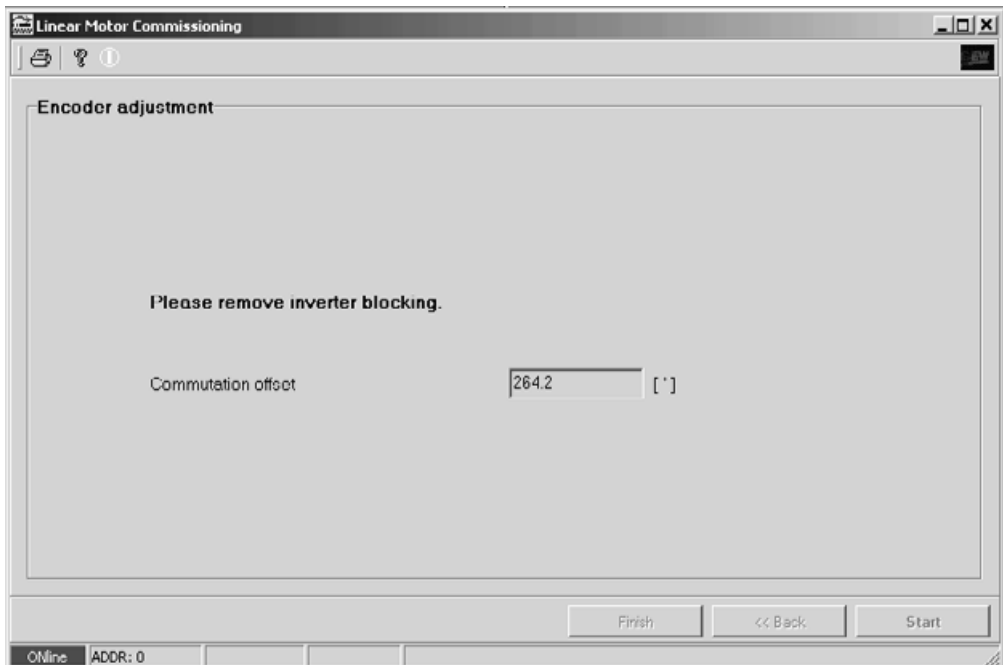 Linear Motor Commissioning
Encoder adjustment
Please remove inverter blocking.
Commutation offset 264.2 [°]
Finish << Back Start
ONline ADDR: 0